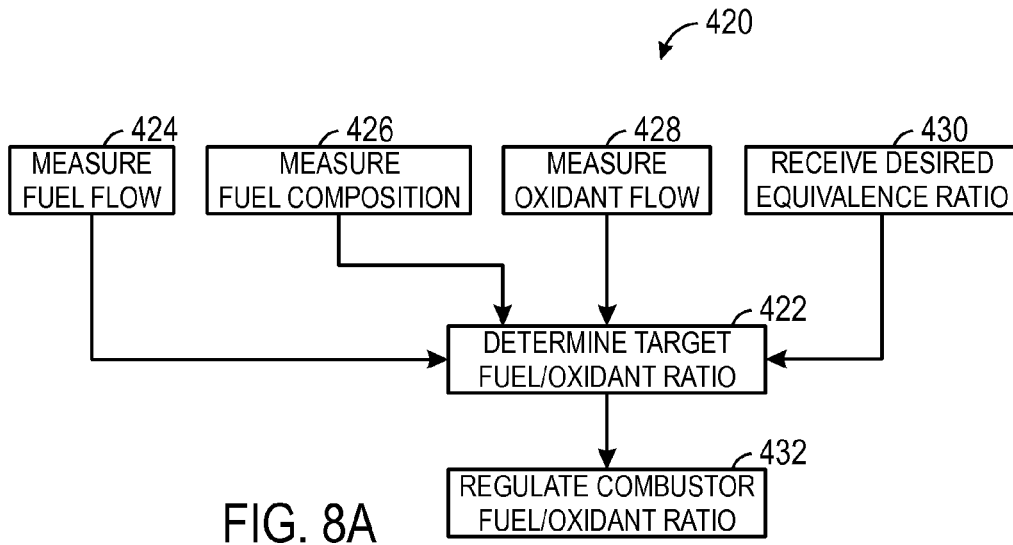 420
424
MEASURE
FUEL FLOW
426
MEASURE
FUEL COMPOSITION
428
MEASURE
OXIDANT FLOW
430
RECEIVE DESIRED
EQUIVALENCE RATIO
422
DETERMINE TARGET
FUEL/OXIDANT RATIO
432
REGULATE COMBUSTOR
FUEL/OXIDANT RATIO
FIG. 8A